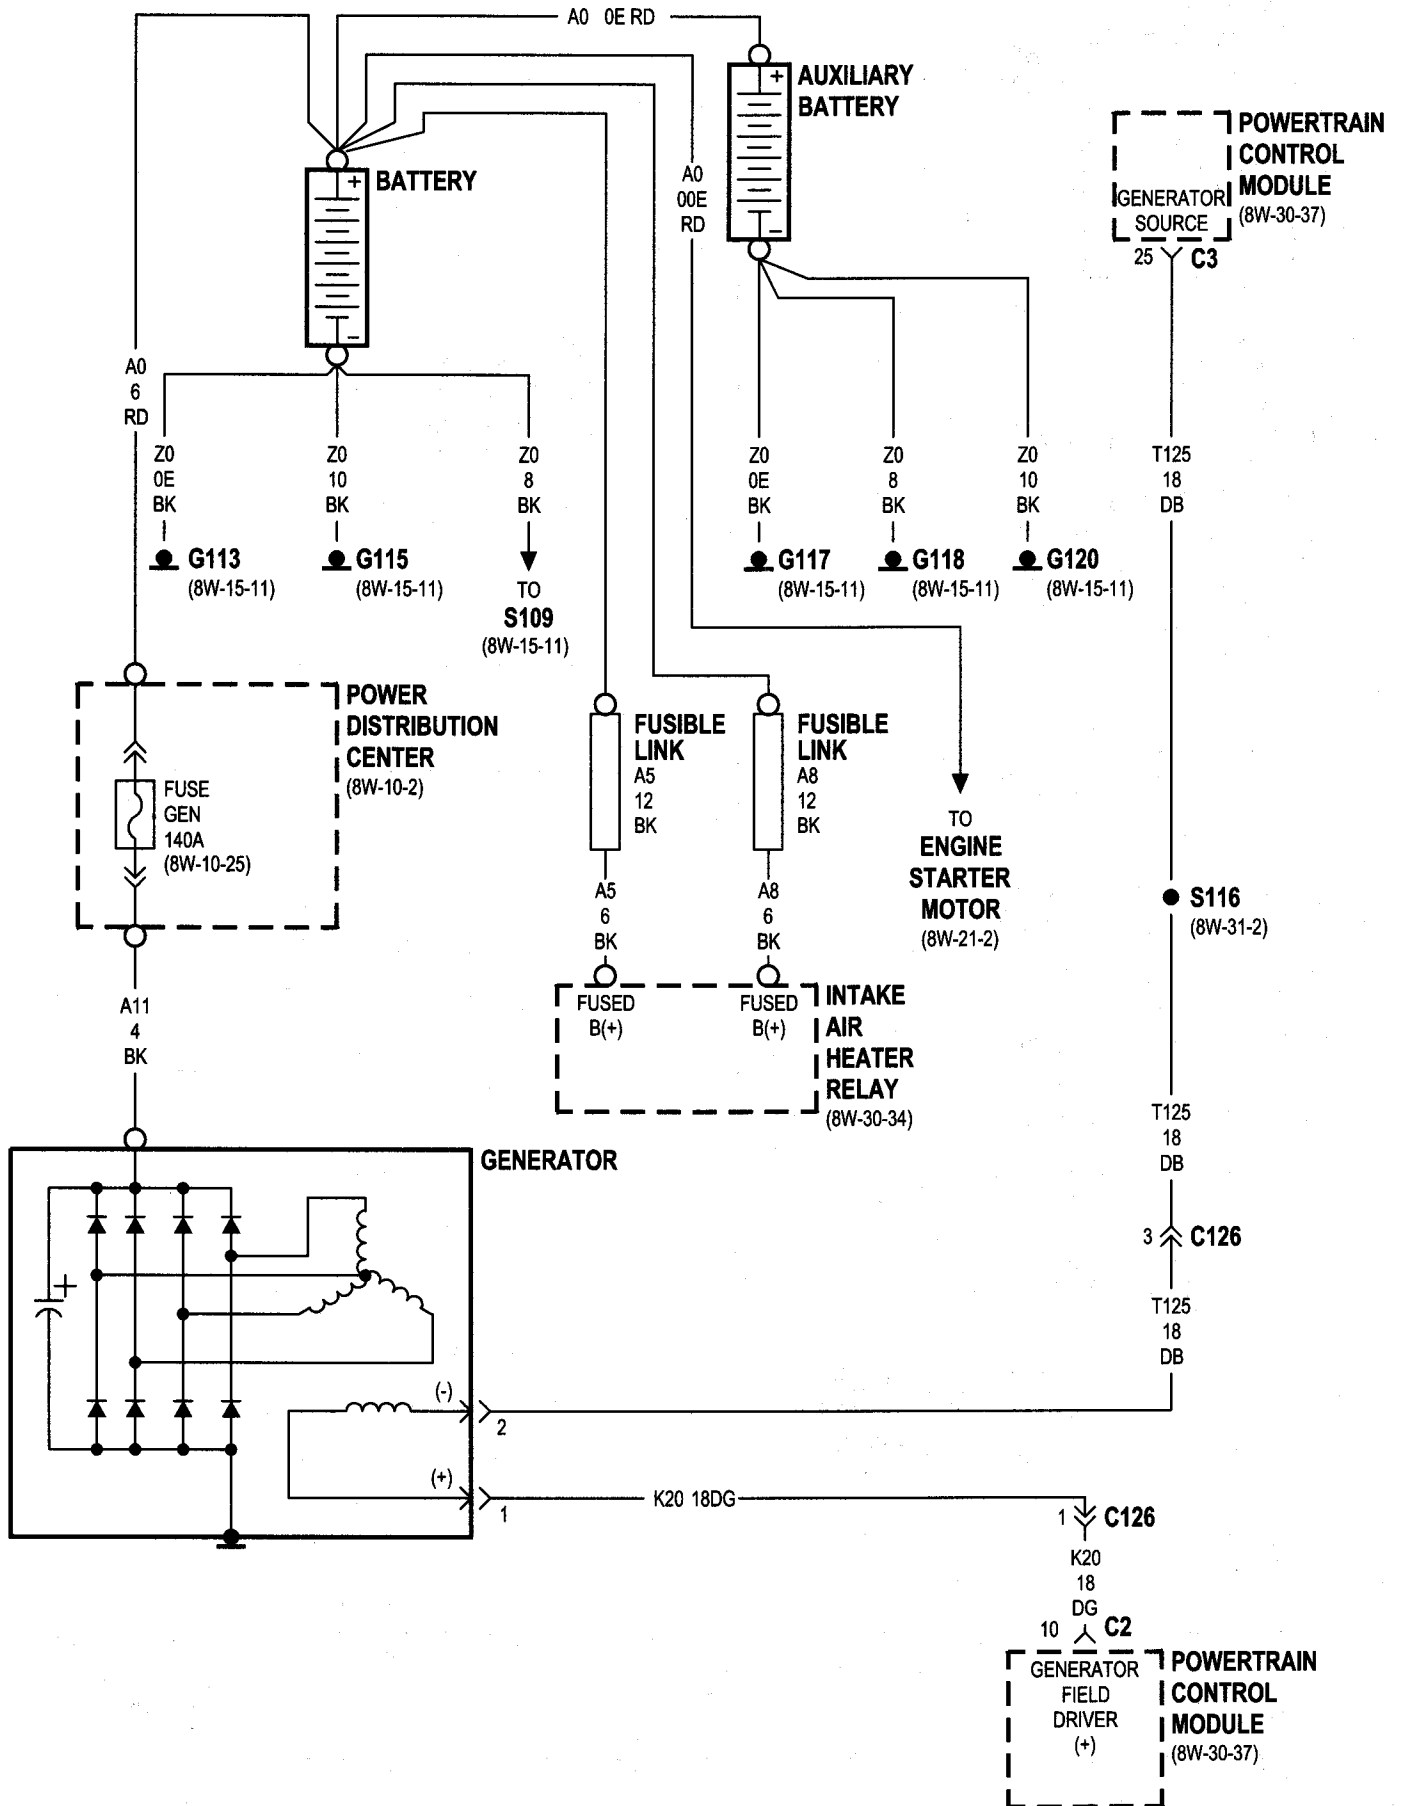 A0 0E RD
+
AUXILIARY
BATTERY
-
+
BATTERY
-
A0
00E
RD
POWERTRAIN
CONTROL
MODULE
(8W-30-37)
GENERATOR
SOURCE
25
C3
A0
6
RD
Z0
0E
BK
Z0
10
BK
Z0
8
BK
Z0
0E
BK
Z0
8
BK
Z0
10
BK
T125
18
DB
G113
(8W-15-11)
G115
(8W-15-11)
TO
S109
(8W-15-11)
G117
(8W-15-11)
G118
(8W-15-11)
G120
(8W-15-11)
POWER
DISTRIBUTION
CENTER
(8W-10-2)
FUSE
GEN
140A
(8W-10-25)
FUSIBLE
LINK
A5
12
BK
FUSIBLE
LINK
A8
12
BK
TO
ENGINE
STARTER
MOTOR
(8W-21-2)
A5
6
BK
A8
6
BK
S116
(8W-31-2)
FUSED
B(+)
FUSED
B(+)
INTAKE
AIR
HEATER
RELAY
(8W-30-34)
A11
4
BK
T125
18
DB
GENERATOR
+
3
C126
T125
18
DB
(-)
2
(+)
1
K20 18DG
1
C126
K20
18
DG
10
C2
GENERATOR
FIELD
DRIVER
(+)
POWERTRAIN
CONTROL
MODULE
(8W-30-37)